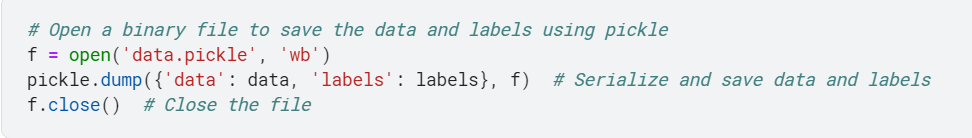 # Open a binary file to save the data and labels using pickle
f = open('data.pickle', 'wb')
pickle.dump({'data': data, 'labels': labels}, f)  # Serialize and save data and labels
f.close()  # Close the file